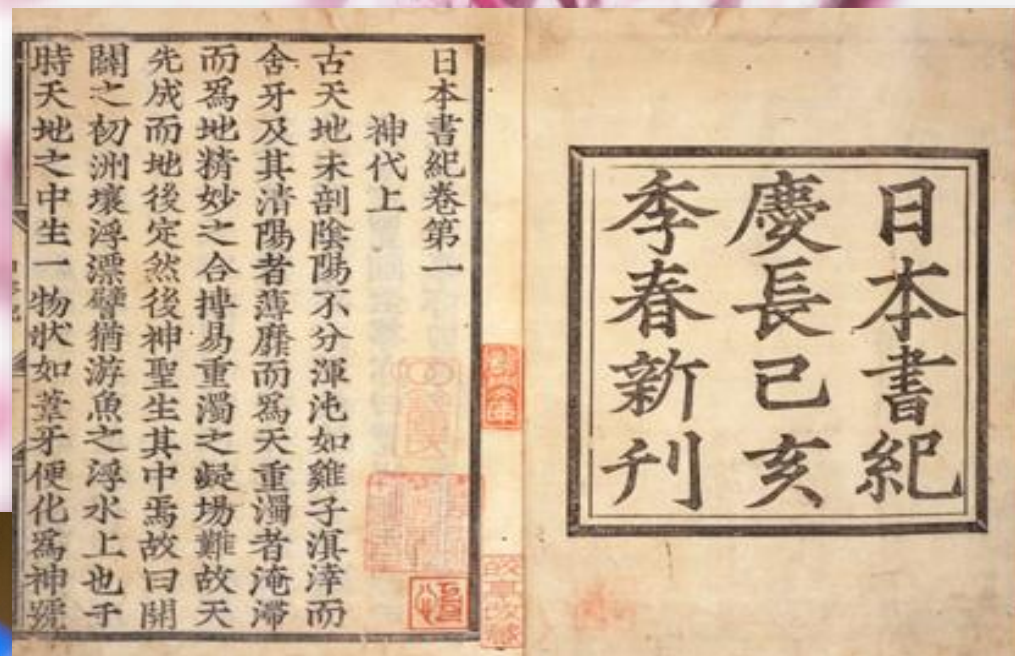 日本書紀
慶長己亥
季春新刊
日本書紀卷第一
神代上
古天地未剖陰陽不分渾沌如雞子溟涬而
含牙及其清陽者薄靡而爲天重濁者淹滯
而爲地精妙之合摶易重濁之凝場難故天
先成而地後定然後神聖生其中焉故曰開
闢之初洲壤浮漂譬猶游魚之浮水上也于
時天地之中生一物狀如葦牙便化爲神號